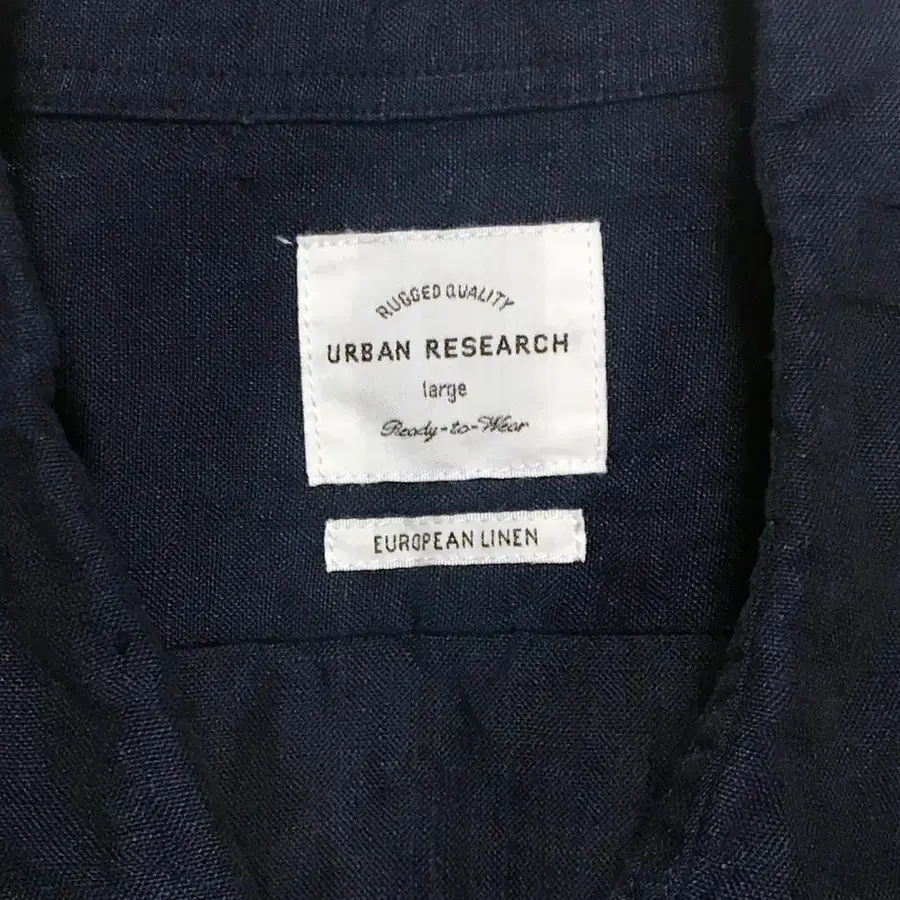 RUGGED QUALITY
URBAN RESEARCH
large
Ready-to-Wear
EUROPEAN LINEN